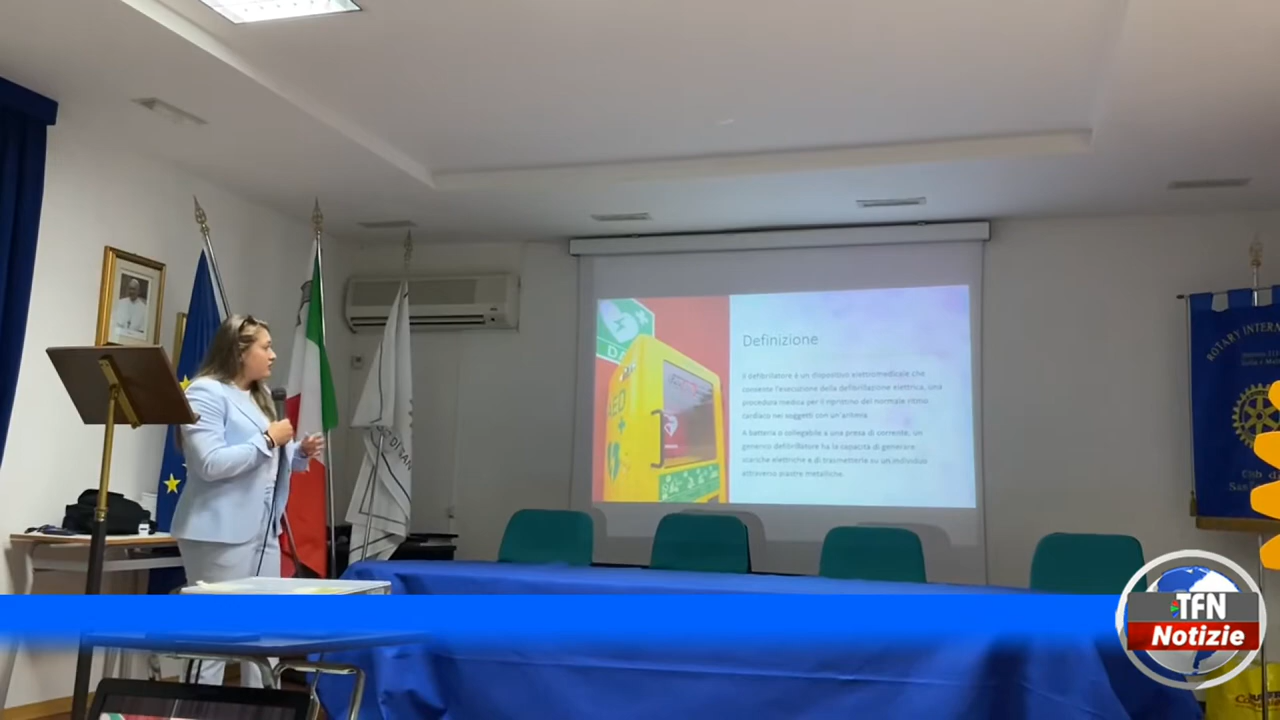 Definizione
Il defibrillatore è un dispositivo elettromedicale che
consente l'esecuzione della defibrillazione elettrica, una
procedura medica per il ripristino del normale ritmo
cardiaco nei soggetti con un'aritmia
A batteria o collegabile a una presa di corrente, un
generico defibrillatore ha la capacità di generare
scariche elettriche e di trasmetterle su un individuo
attraverso piastre metalliche.
AED
DA
ROTARY INTER
TFN
Notizie